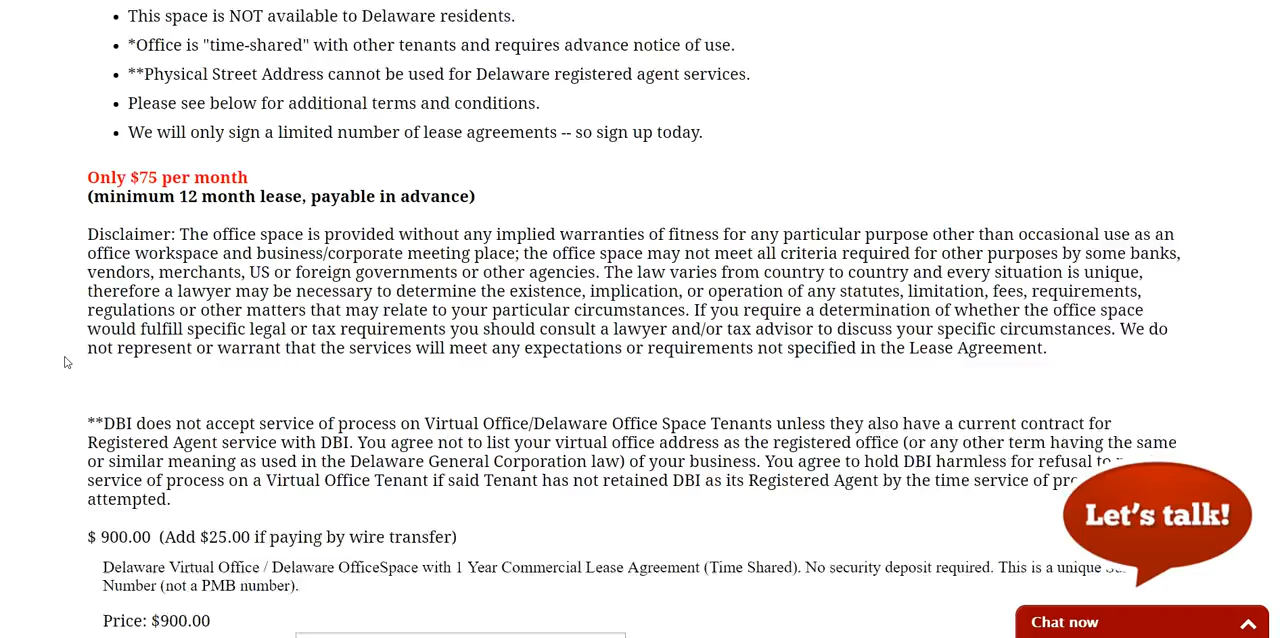 This space is NOT available to Delaware residents.
*Office is "time-shared" with other tenants and requires advance notice of use.
**Physical Street Address cannot be used for Delaware registered agent services.
Please see below for additional terms and conditions.
We will only sign a limited number of lease agreements -- so sign up today.
Only $75 per month
(minimum 12 month lease, payable in advance)
Disclaimer: The office space is provided without any implied warranties of fitness for any particular purpose other than occasional use as an
office workspace and business/corporate meeting place; the office space may not meet all criteria required for other purposes by some banks,
vendors, merchants, US or foreign governments or other agencies. The law varies from country to country and every situation is unique,
therefore a lawyer may be necessary to determine the existence, implication, or operation of any statutes, limitation, fees, requirements,
regulations or other matters that may relate to your particular circumstances. If you require a determination of whether the office space
would fulfill specific legal or tax requirements you should consult a lawyer and/or tax advisor to discuss your specific circumstances. We do
not represent or warrant that the services will meet any expectations or requirements not specified in the Lease Agreement.
**DBI does not accept service of process on Virtual Office/Delaware Office Space Tenants unless they also have a current contract for
Registered Agent service with DBI. You agree not to list your virtual office address as the registered office (or any other term having the same
or similar meaning as used in the Delaware General Corporation law) of your business. You agree to hold DBI harmless for refusal to
service of process on a Virtual Office Tenant if said Tenant has not retained DBI as its Registered Agent by the time service of
attempted.
Let's talk!
$ 900.00 (Add $25.00 if paying by wire transfer)
Delaware Virtual Office / Delaware OfficeSpace with 1 Year Commercial Lease Agreement (Time Shared). No security deposit required. This is a unique
Number (not a PMB number).
Price: $900.00
Chat now